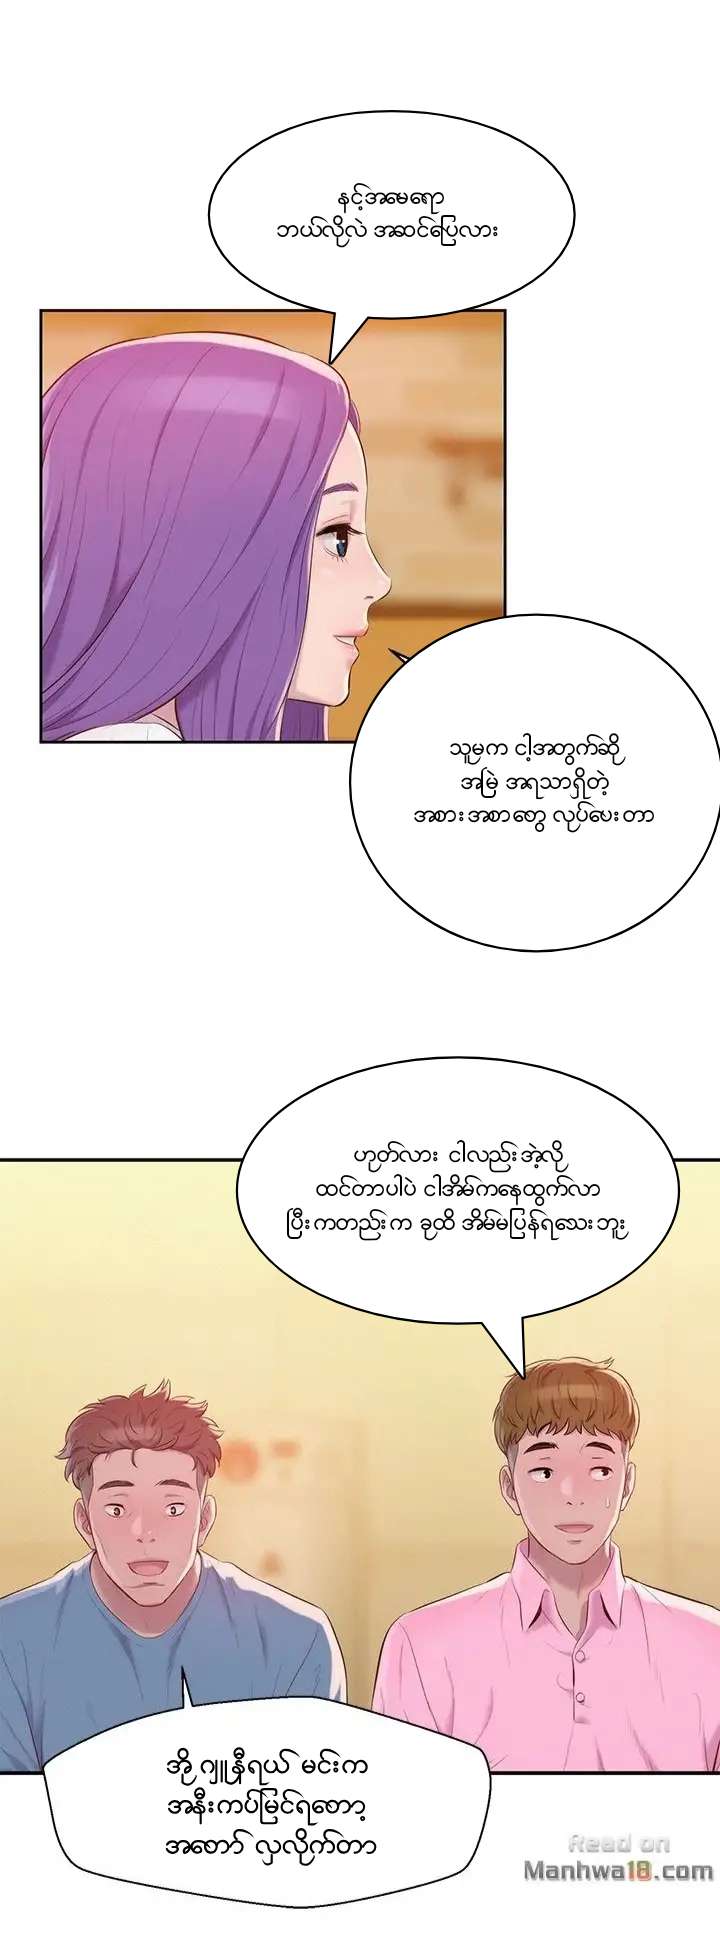 နင့်အမေရော
ဘယ်လိုလဲ အဆင်ပြေလား
သူမက ငါ့အတွက်ဆို
အမြဲ အရသာရှိတဲ့
အစားအစာတွေ လုပ်ပေးတာ
ဟုတ်လား ငါလည်းအဲ့လို
ထင်တာပါပဲ ငါအိမ်ကနေထွက်လာ
ပြီးကတည်းက ခုထိ အိမ်မပြန်ရသေးဘူး
အို ဂျူနီရယ် မင်းက
အနီးကပ်မြင်ရတော့
အတော် လှလိုက်တာ
Read on
Manhwa18.com